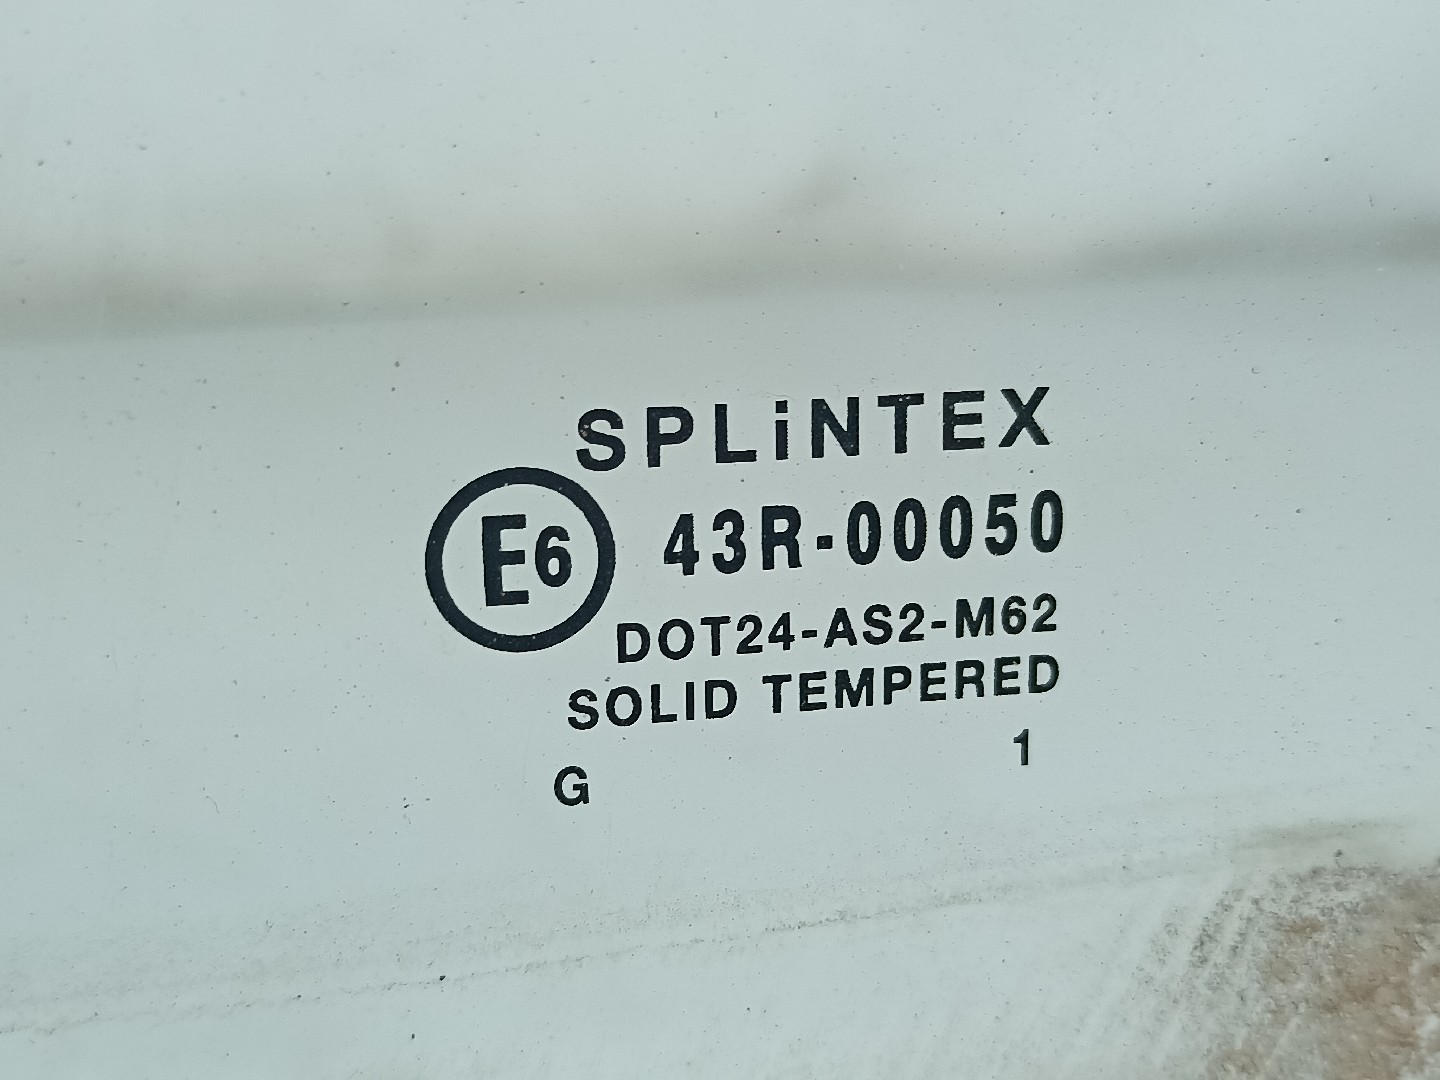 SPLiNTEX
E6 43R-00050
DOT24-AS2-M62
SOLID TEMPERED
G 1